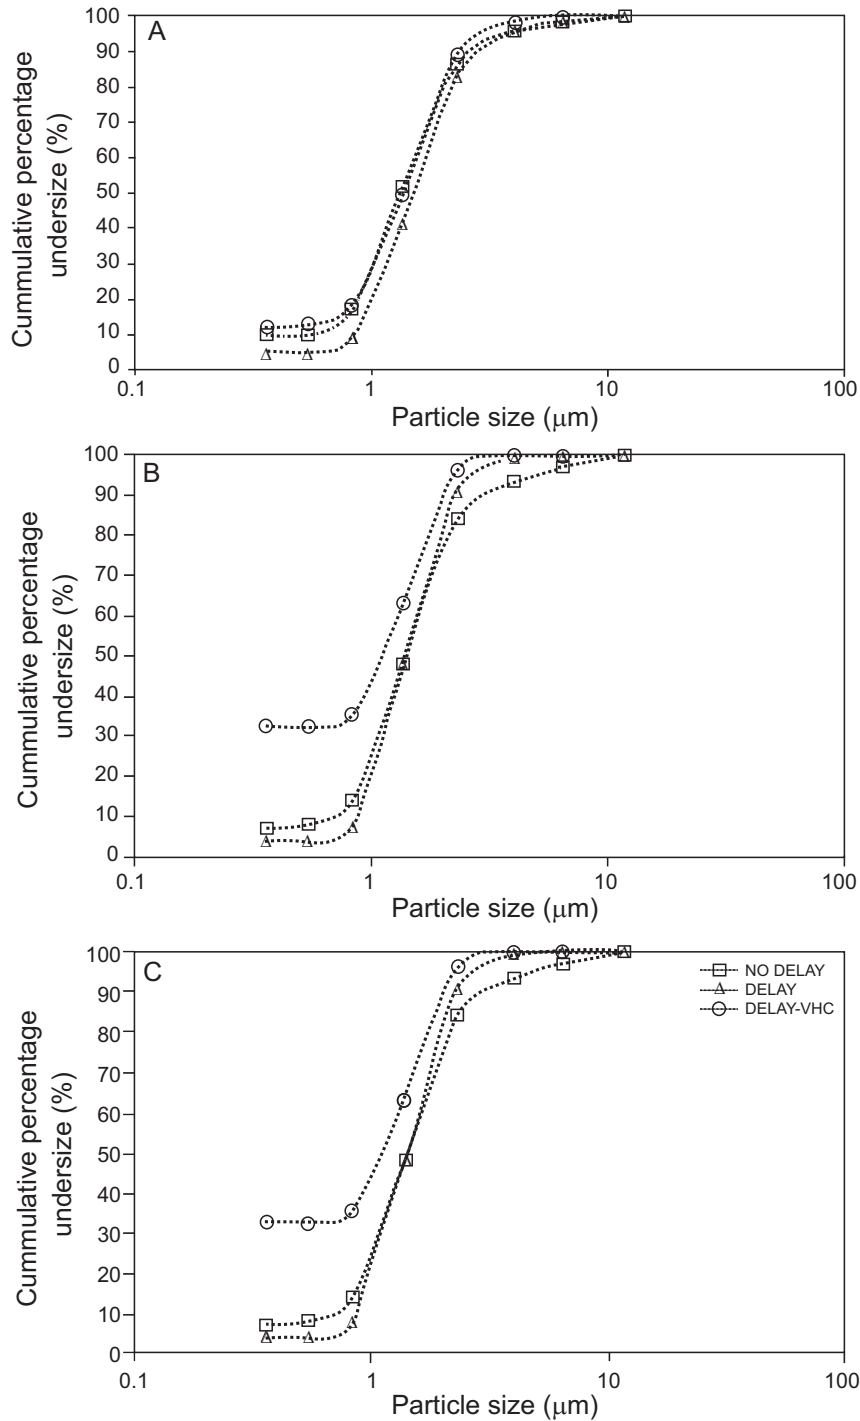 A
100
90
80
70
60
50
40
30
20
10
0
Cummulative percentage
undersize (%)
0.1 1 10 100
Particle size (μm)
B
100
90
80
70
60
50
40
30
20
10
0
Cummulative percentage
undersize (%)
0.1 1 10 100
Particle size (μm)
C
100
90
80
70
60
50
40
30
20
10
0
Cummulative percentage
undersize (%)
NO DELAY
DELAY
DELAY-VHC
0.1 1 10 100
Particle size (μm)